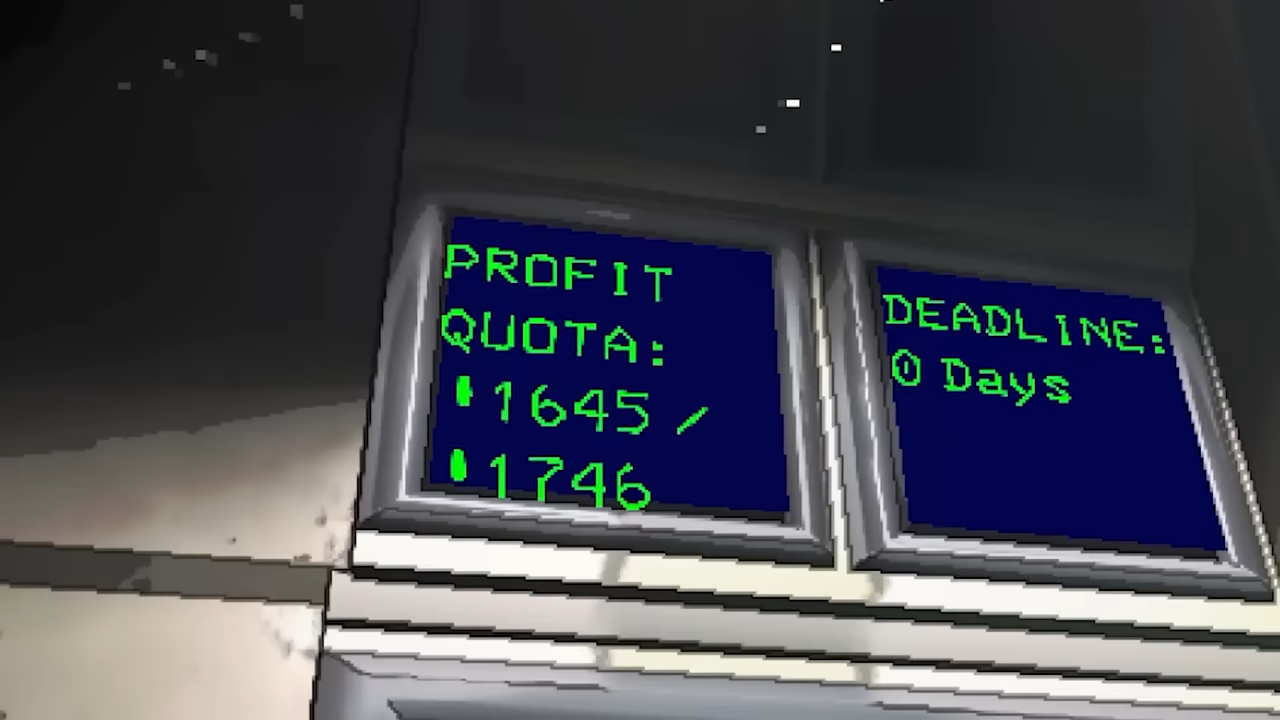 PROFIT
QUOTA:
▮1645 /
▮1746
DEADLINE:
0 Days